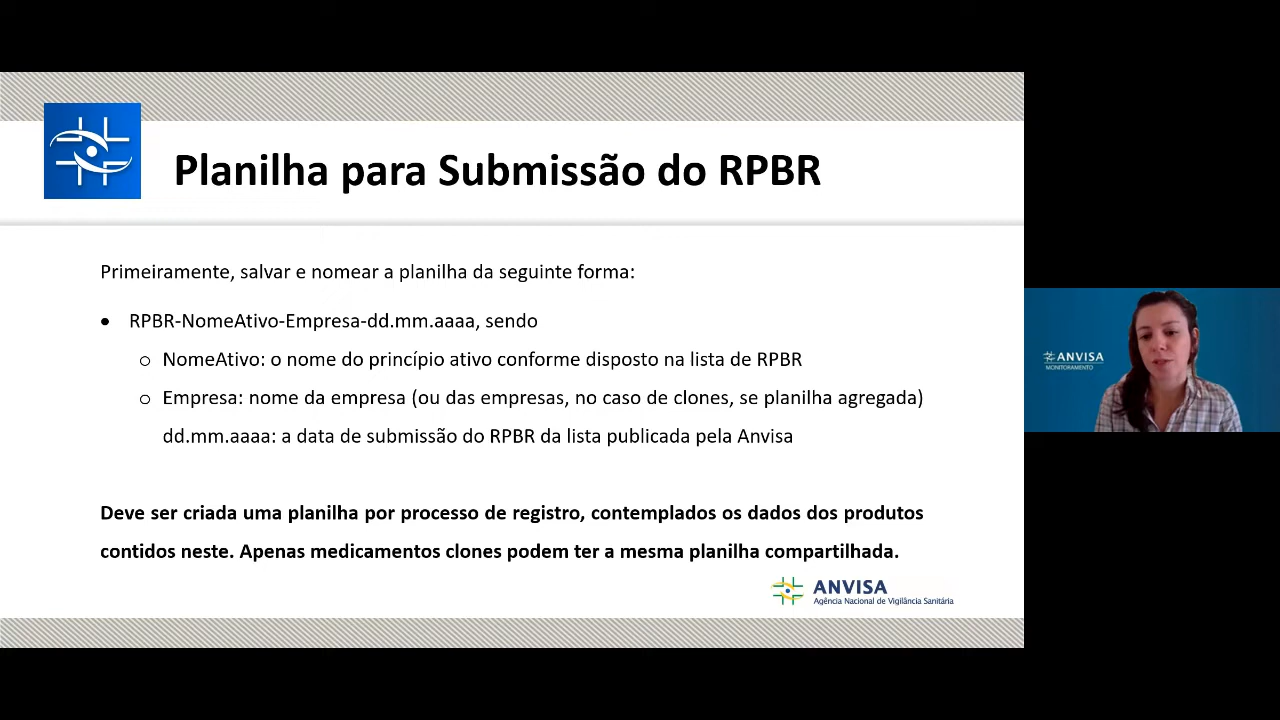 Planilha para Submissão do RPBR
Primeiramente, salvar e nomear a planilha da seguinte forma:
• RPBR-NomeAtivo-Empresa-dd.mm.aaaa, sendo
o NomeAtivo: o nome do princípio ativo conforme disposto na lista de RPBR
o Empresa: nome da empresa (ou das empresas, no caso de clones, se planilha agregada)
dd.mm.aaaa: a data de submissão do RPBR da lista publicada pela Anvisa
Deve ser criada uma planilha por processo de registro, contemplados os dados dos produtos
contidos neste. Apenas medicamentos clones podem ter a mesma planilha compartilhada.
ANVISA
Agência Nacional de Vigilância Sanitária
ANVISA
MONITORAMENTO